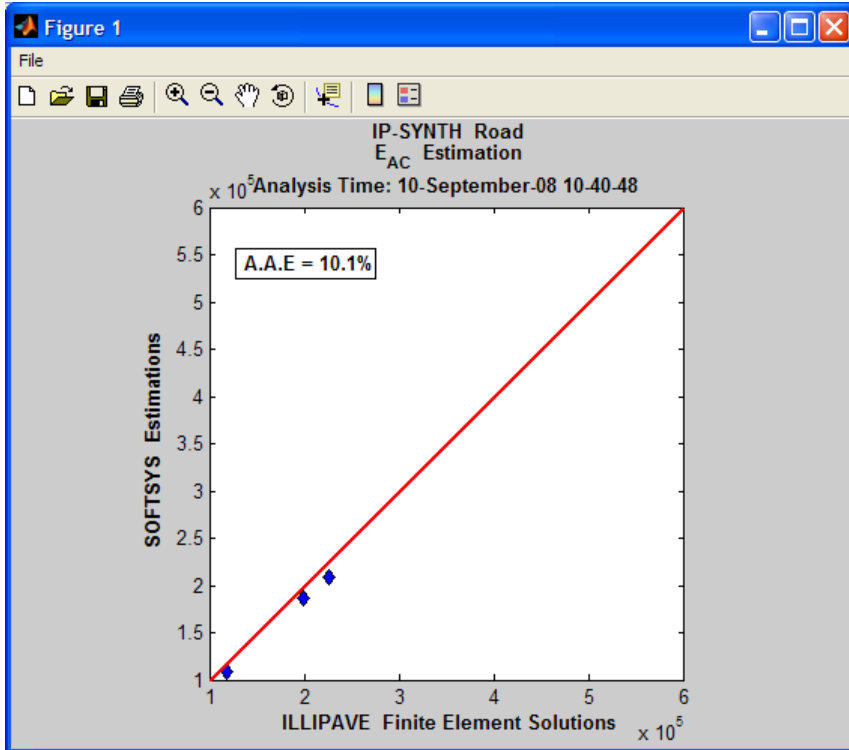 Figure 1
File
IP-SYNTH Road
E_AC Estimation
x 10^5 Analysis Time: 10-September-08 10-40-48
6
5.5
5
4.5
4
3.5
3
2.5
2
1.5
1
A.A.E = 10.1%
SOFTSYS Estimations
1 2 3 4 5 6
ILLIPAVE Finite Element Solutions
x 10^5